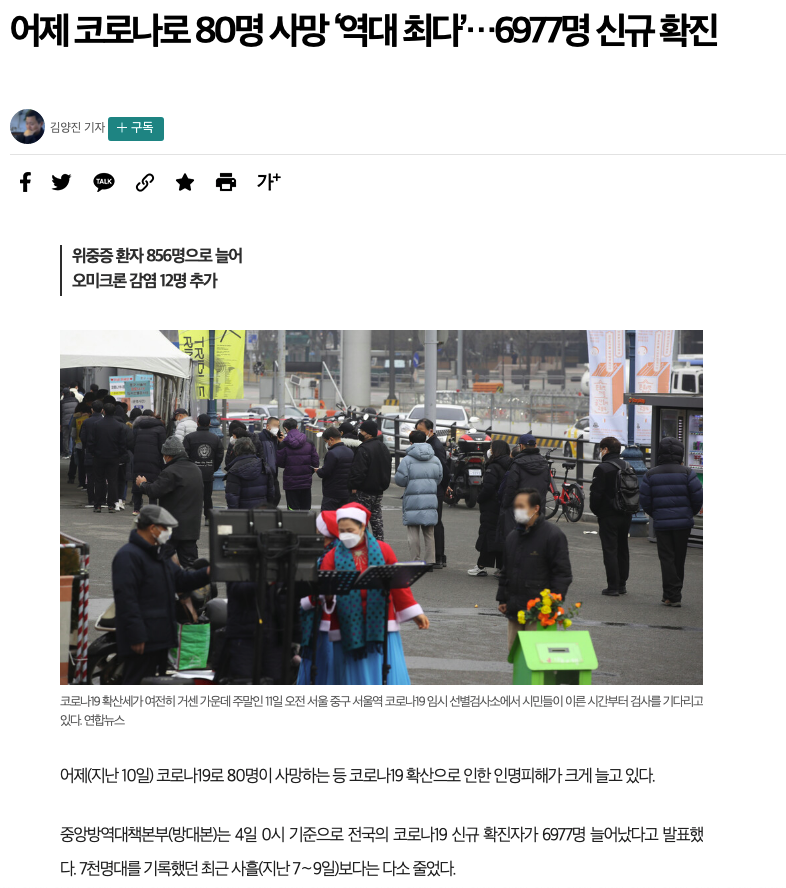 어제 코로나로 80명 사망 ‘역대 최다’…6977명 신규 확진
김양진 기자 + 구독
TALK 가+
위중증 환자 856명으로 늘어
오미크론 감염 12명 추가
코로나19 확산세가 여전히 거센 가운데 주말인 11일 오전 서울 중구 서울역 코로나19 임시 선별검사소에서 시민들이 이른 시간부터 검사를 기다리고
있다. 연합뉴스
어제(지난 10일) 코로나19로 80명이 사망하는 등 코로나19 확산으로 인한 인명피해가 크게 늘고 있다.
중앙방역대책본부(방대본)는 4일 0시 기준으로 전국의 코로나19 신규 확진자가 6977명 늘어났다고 발표했
다. 7천명대를 기록했던 최근 사흘(지난 7～9일)보다는 다소 줄었다.